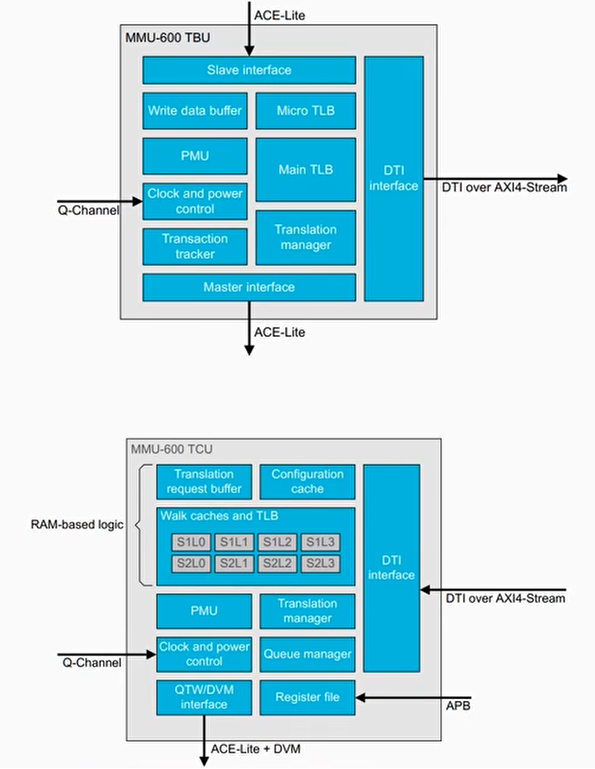 ACE-Lite
MMU-600 TBU
Slave interface
Write data buffer
Micro TLB
PMU
Main TLB
DTI
interface
DTI over AXI4-Stream
Clock and power
control
Q-Channel
Translation
manager
Transaction
tracker
Master interface
ACE-Lite
MMU-600 TCU
Translation
request buffer
Configuration
cache
RAM-based logic
Walk caches and TLB
S1L0 S1L1 S1L2 S1L3
S2L0 S2L1 S2L2 S2L3
DTI
interface
DTI over AXI4-Stream
PMU
Translation
manager
Clock and power
control
Queue manager
Q-Channel
QTW/DVM
interface
Register file
APB
ACE-Lite + DVM